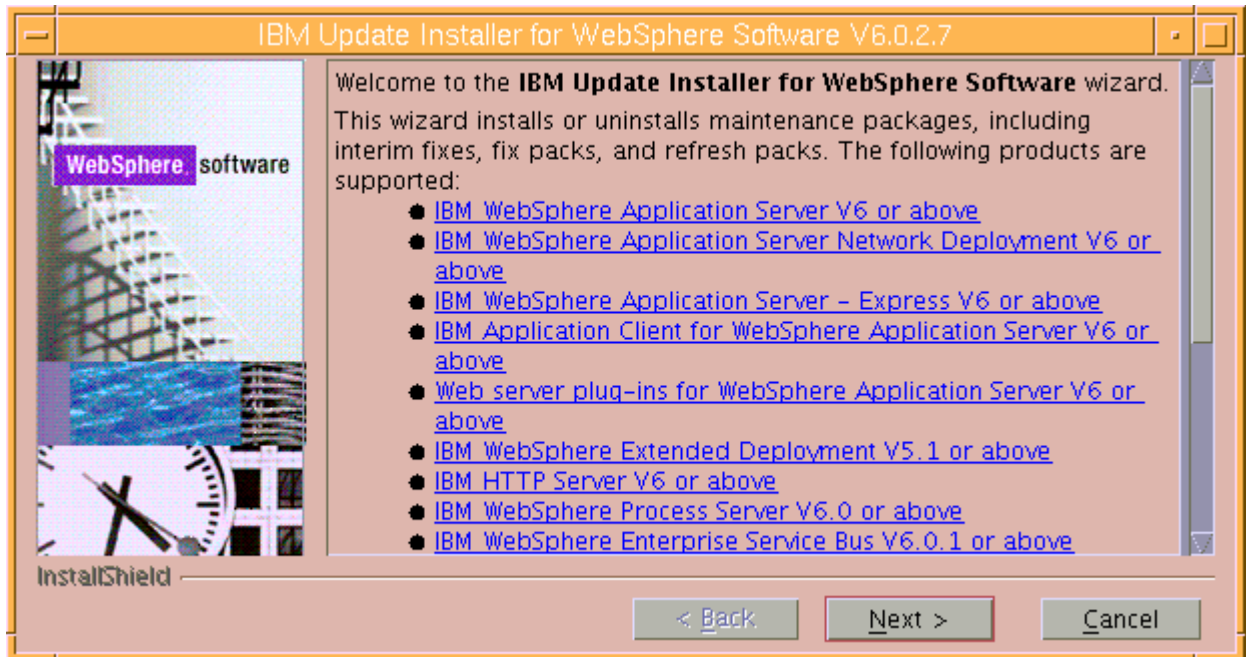 IBM Update Installer for WebSphere Software V6.0.2.7
WebSphere software
Welcome to the IBM Update Installer for WebSphere Software wizard.
This wizard installs or uninstalls maintenance packages, including
interim fixes, fix packs, and refresh packs. The following products are
supported:
● IBM WebSphere Application Server V6 or above
● IBM WebSphere Application Server Network Deployment V6 or
above
● IBM WebSphere Application Server - Express V6 or above
● IBM Application Client for WebSphere Application Server V6 or
above
● Web server plug-ins for WebSphere Application Server V6 or
above
● IBM WebSphere Extended Deployment V5.1 or above
● IBM HTTP Server V6 or above
● IBM WebSphere Process Server V6.0 or above
● IBM WebSphere Enterprise Service Bus V6.0.1 or above
InstallShield
< Back
Next >
Cancel